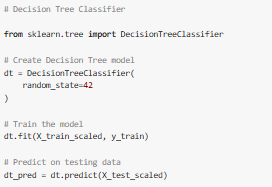 # Decision Tree Classifier
from sklearn.tree import DecisionTreeClassifier
# Create Decision Tree model
dt = DecisionTreeClassifier(
    random_state=42
)
# Train the model
dt.fit(X_train_scaled, y_train)
# Predict on testing data
dt_pred = dt.predict(X_test_scaled)